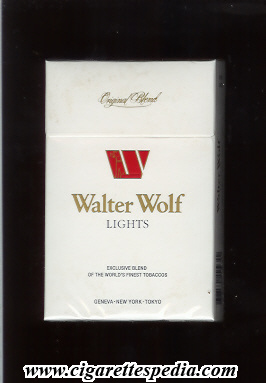 Original Blend
Walter Wolf
LIGHTS
EXCLUSIVE BLEND
OF THE WORLD'S FINEST TOBACCOS
GENEVA • NEW YORK • TOKYO
www.cigarettespedia.com